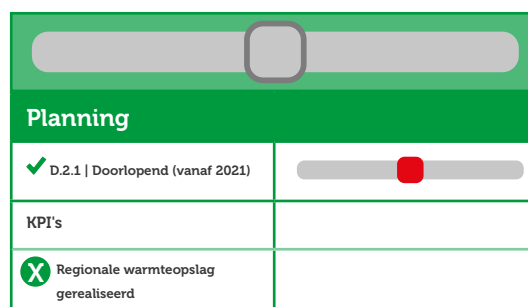 Planning
D.2.1 | Doorlopend (vanaf 2021)
KPI's
X Regionale warmteopslag
gerealiseerd